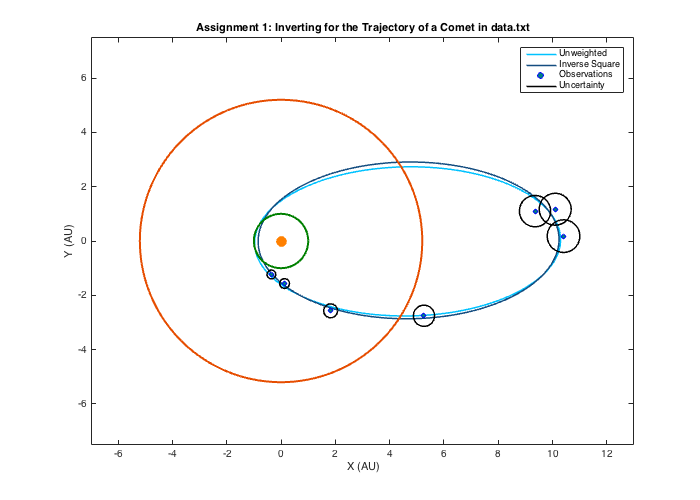 Assignment 1: Inverting for the Trajectory of a Comet in data.txt
Unweighted
Inverse Square
Observations
Uncertainty
6
4
2
0
-2
-4
-6
Y (AU)
-6 -4 -2 0 2 4 6 8 10 12
X (AU)